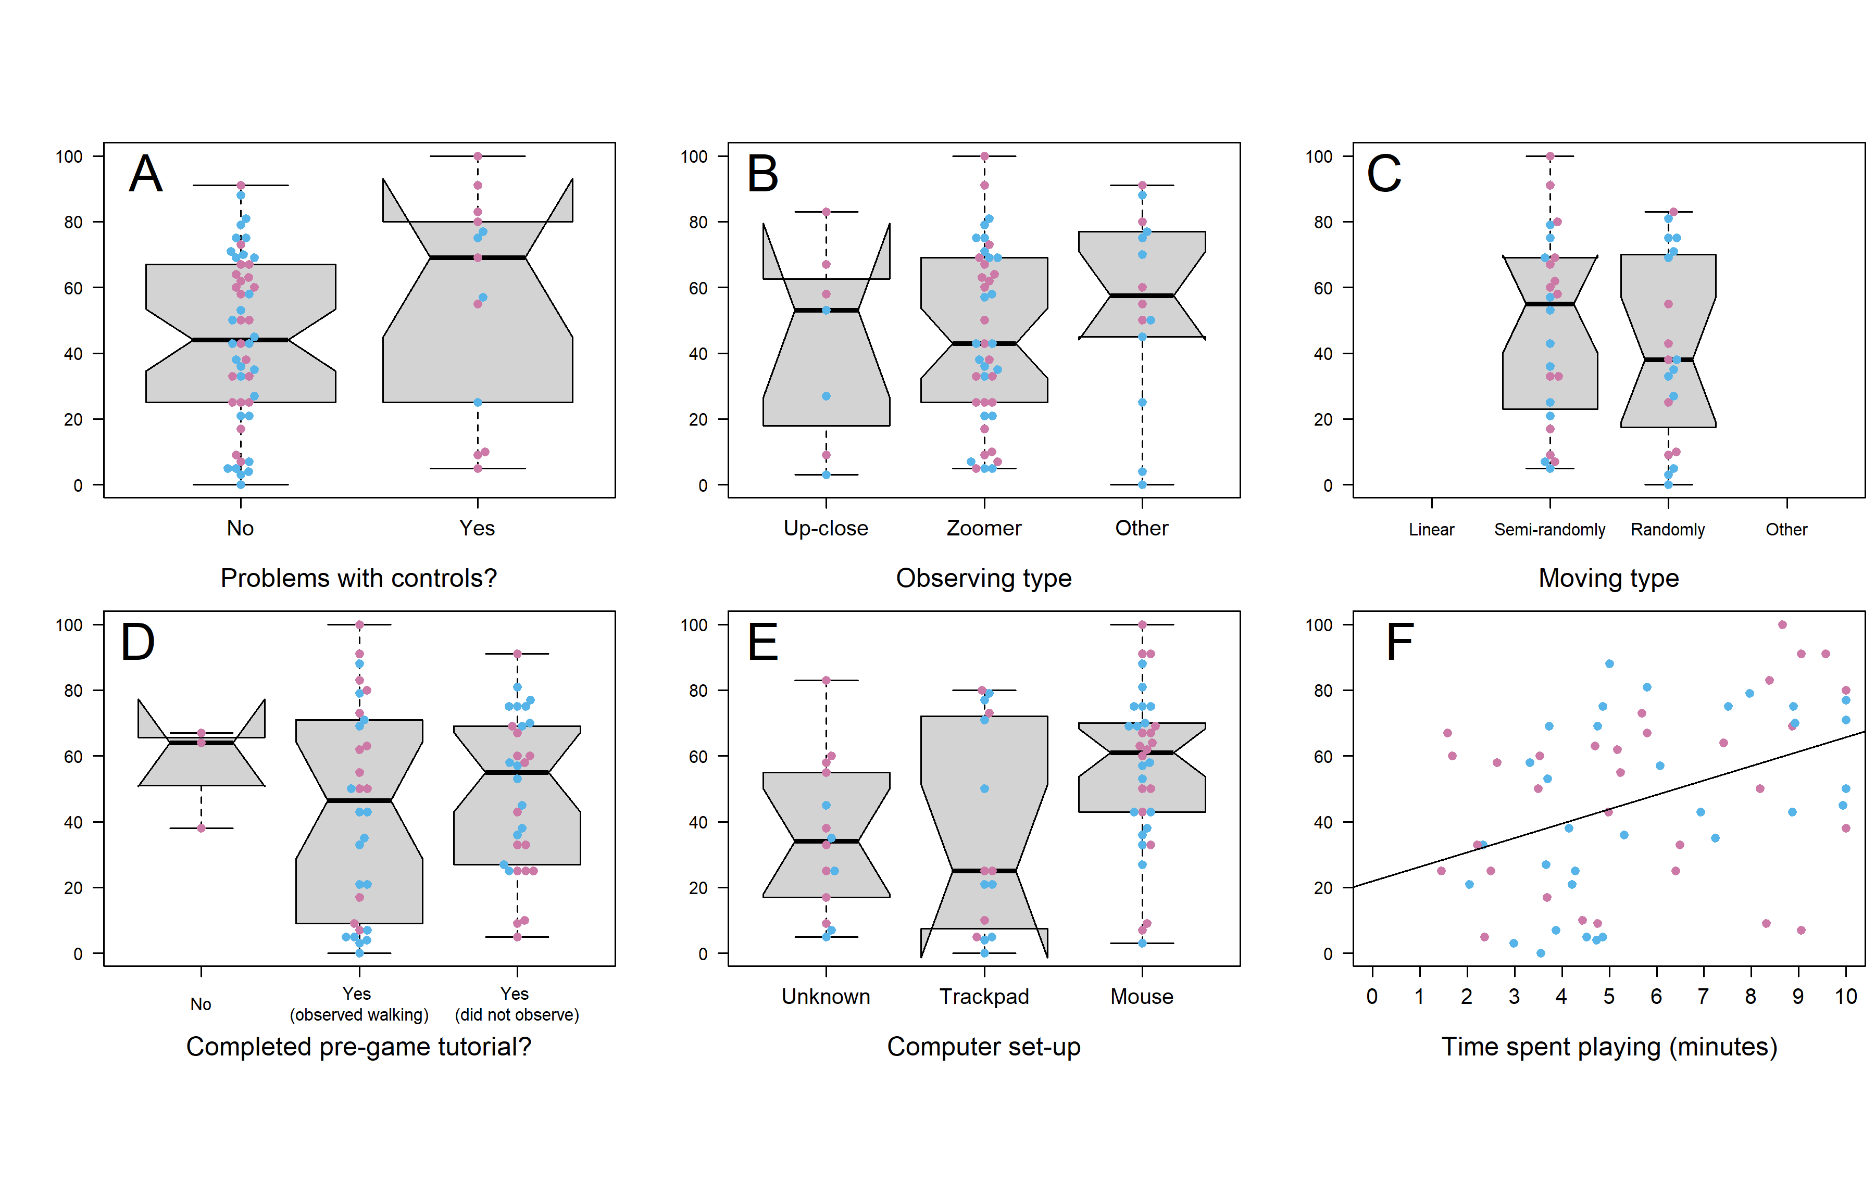 A
100
80
60
40
20
0
No
Yes
Problems with controls?
B
100
80
60
40
20
0
Up-close
Zoomer
Other
Observing type
C
100
80
60
40
20
0
Linear
Semi-randomly
Randomly
Other
Moving type
D
100
80
60
40
20
0
No
Yes
(observed walking)
Yes
(did not observe)
Completed pre-game tutorial?
E
100
80
60
40
20
0
Unknown
Trackpad
Mouse
Computer set-up
F
100
80
60
40
20
0
0 1 2 3 4 5 6 7 8 9 10
Time spent playing (minutes)